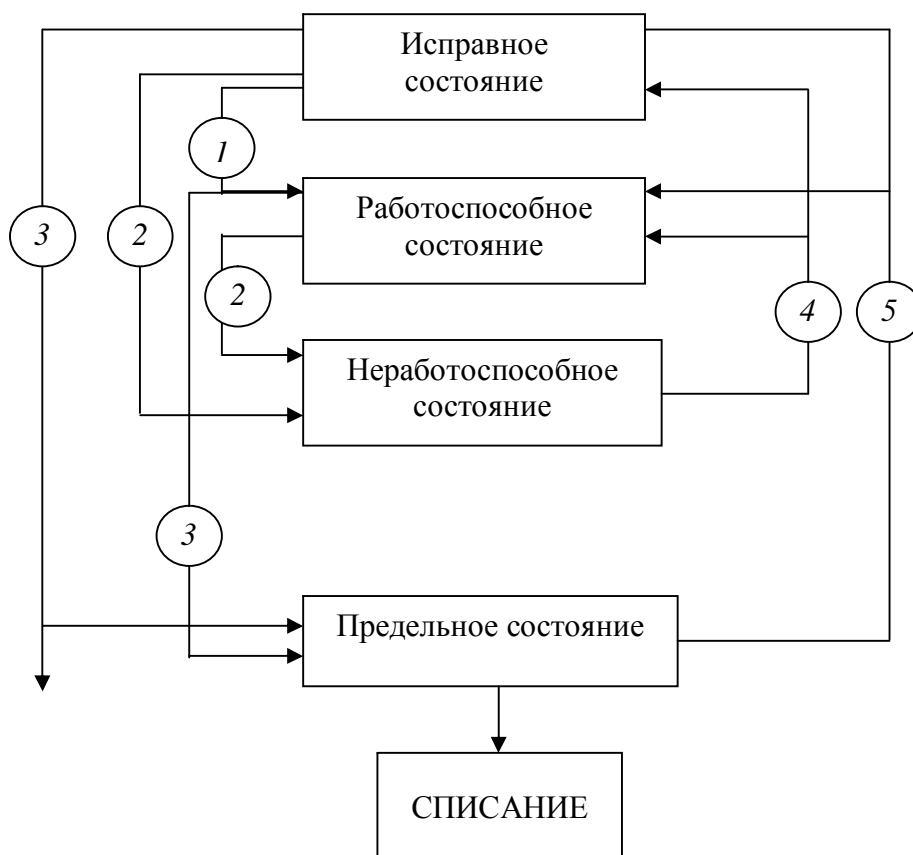 Исправное
состояние
1
Работоспособное
состояние
3
2
2
4
5
Неработоспособное
состояние
3
Предельное состояние
СПИСАНИЕ